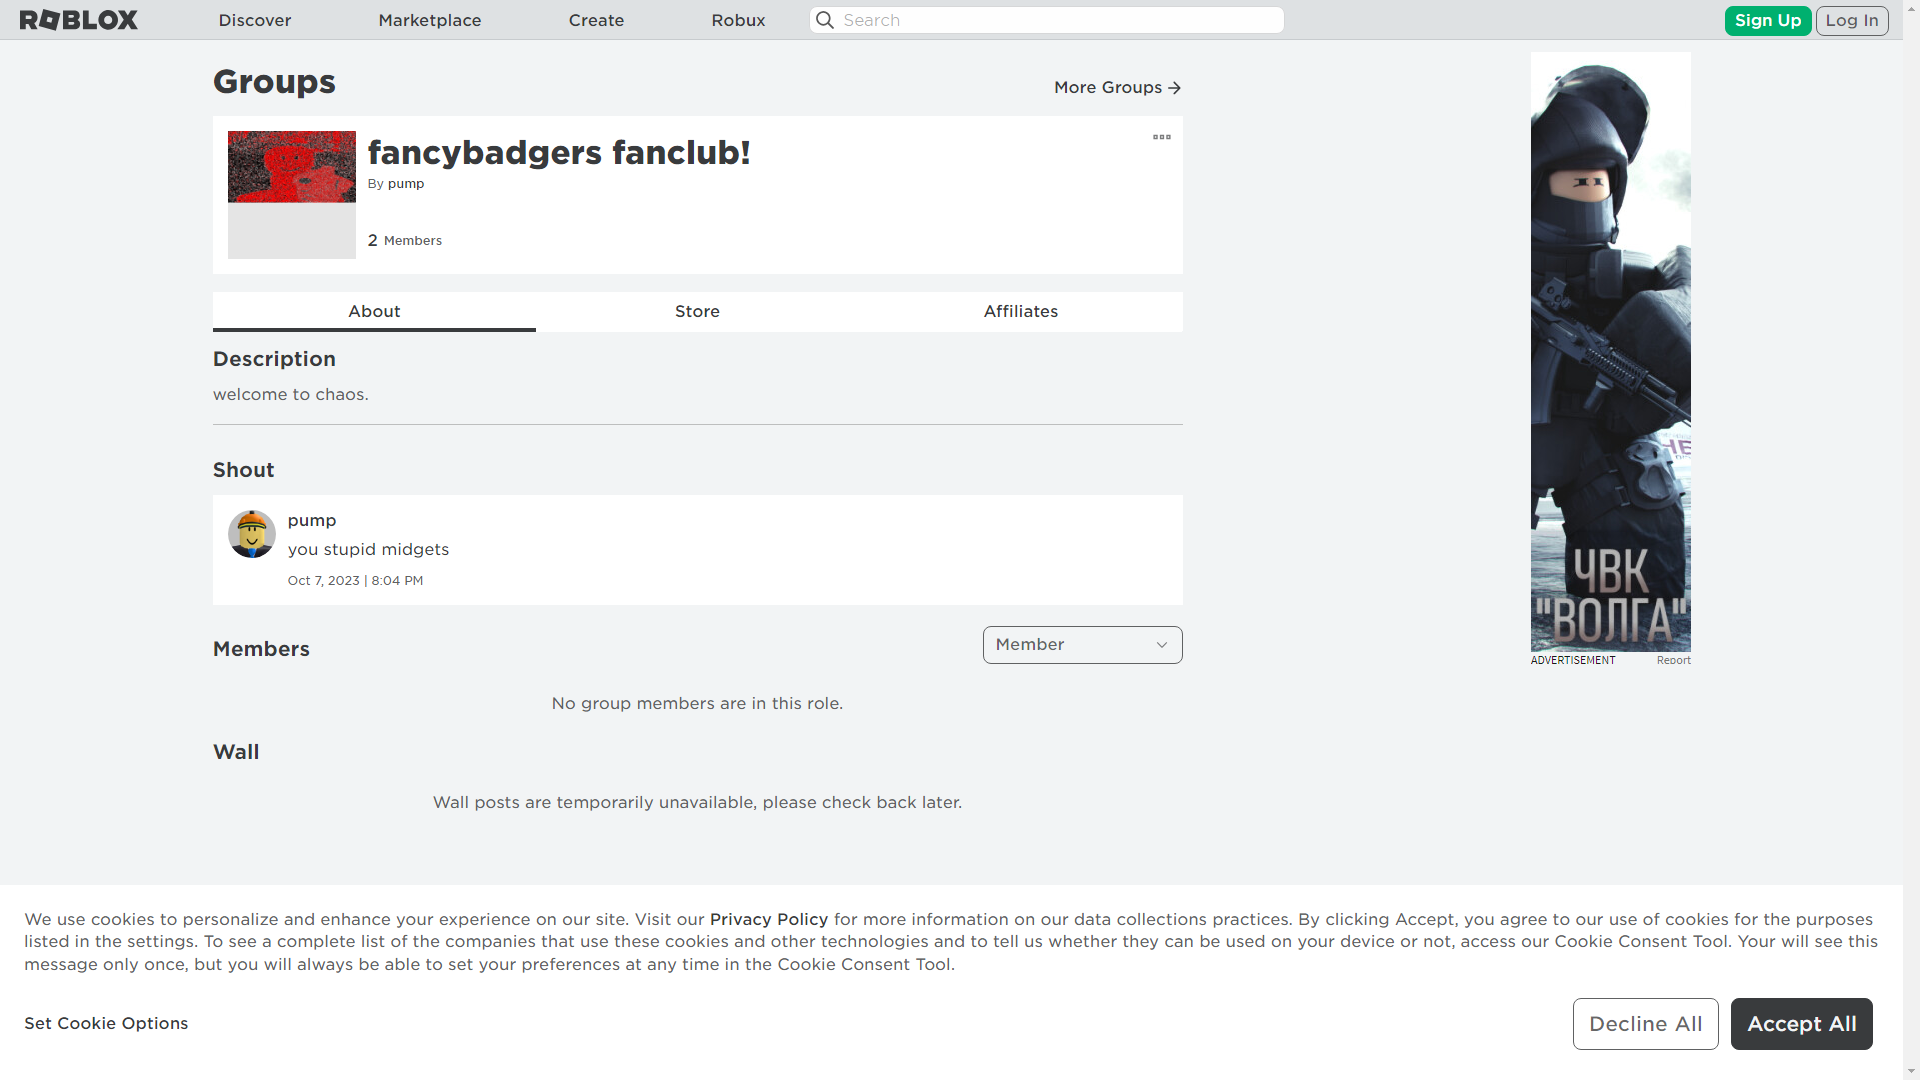 ROBLOX
Discover
Marketplace
Create
Robux
Search
Sign Up
Log In
Groups
More Groups
fancybadgers fanclub!
By pump
2 Members
About
Store
Affiliates
Description
welcome to chaos.
Shout
pump
you stupid midgets
Oct 7, 2023 | 8:04 PM
Members
Member
No group members are in this role.
Wall
Wall posts are temporarily unavailable, please check back later.
ЧВК
"ВОЛГА"
ADVERTISEMENT
Report
We use cookies to personalize and enhance your experience on our site. Visit our Privacy Policy for more information on our data collections practices. By clicking Accept, you agree to our use of cookies for the purposes
listed in the settings. To see a complete list of the companies that use these cookies and other technologies and to tell us whether they can be used on your device or not, access our Cookie Consent Tool. Your will see this
message only once, but you will always be able to set your preferences at any time in the Cookie Consent Tool.
Set Cookie Options
Decline All
Accept All